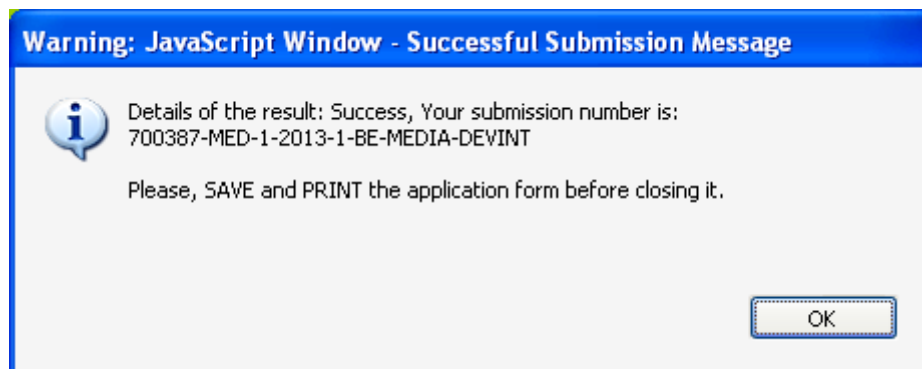 Warning: JavaScript Window - Successful Submission Message
Details of the result: Success, Your submission number is:
700387-MED-1-2013-1-BE-MEDIA-DEVINT
Please, SAVE and PRINT the application form before closing it.
OK